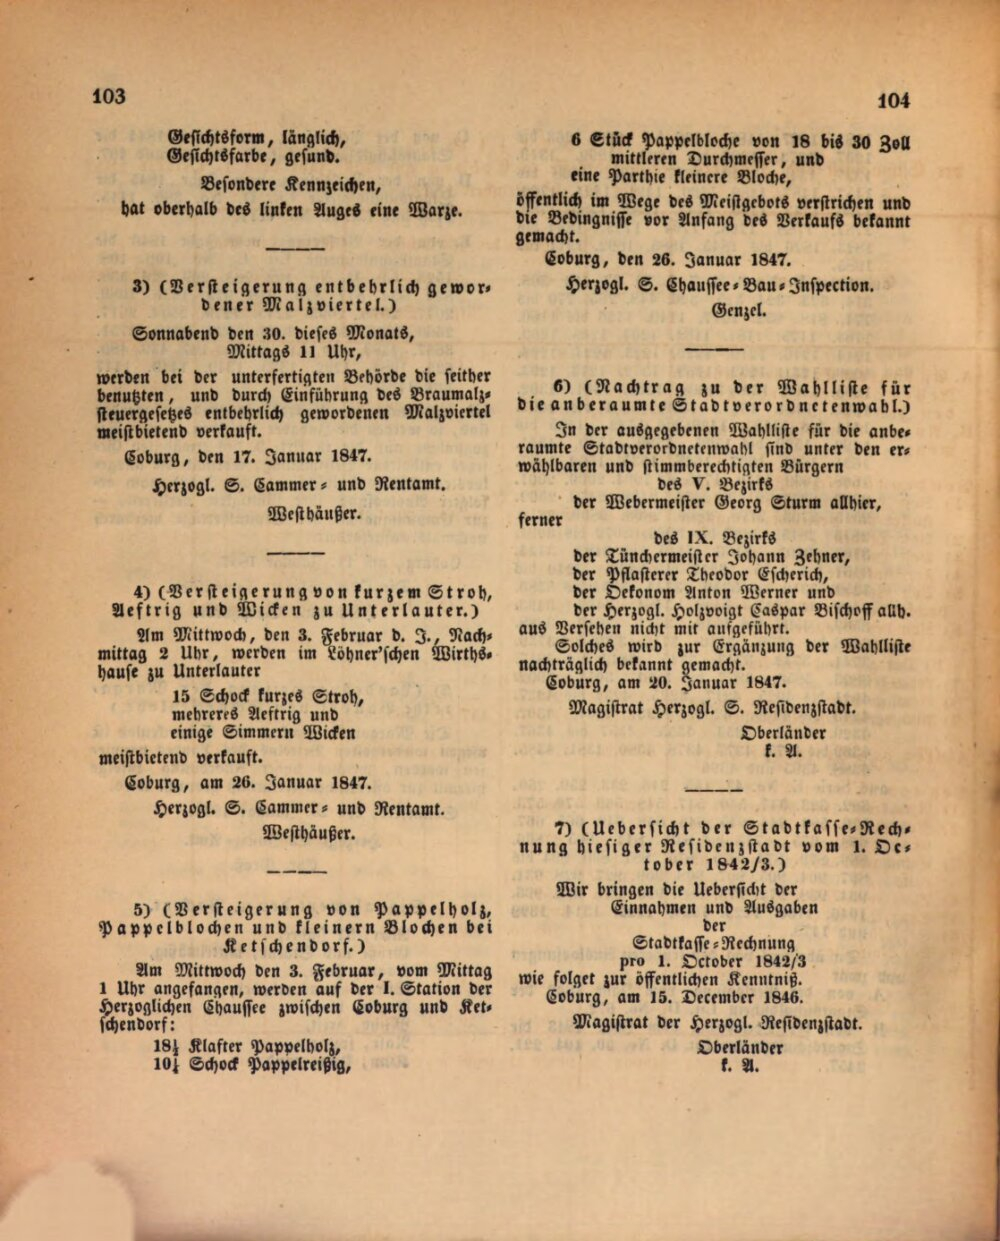 103
Gesichtsform, länglich,
Gesichtsfarbe, gesund.
Besondere Kennzeichen,
hat oberhalb des linken Auges eine Warze.
3) (Versteigerung entbehrlich gewor-
dener Malzviertel.)
Sonnabend den 30. dieses Monats,
Mittags 11 Uhr,
werden bei der unterfertigten Behörde die seither
benutzten, und durch Einführung des Braumalz-
steuergesetzes entbehrlich gewordenen Malzviertel
meistbietend verkauft.
Coburg, den 17. Januar 1847.
Herzogl. S. Cammer- und Rentamt.
Westhäußer.
4) (Versteigerung von kurzem Stroh,
Aeftrig und Wicken zu Unterlauter.)
Am Mittwoch, den 3. Februar d. J., Nach-
mittag 2 Uhr, werden im Löhner'schen Wirths-
hause zu Unterlauter
15 Schock kurzes Stroh,
mehreres Aeftrig und
einige Simmern Wicken
meistbietend verkauft.
Coburg, am 26. Januar 1847.
Herzogl. S. Cammer- und Rentamt.
Westhäußer.
5) (Versteigerung von Pappelholz,
Pappelblochen und kleinern Blochen bei
Ketschendorf.)
Am Mittwoch den 3. Februar, vom Mittag
1 Uhr angefangen, werden auf der I. Station der
Herzoglichen Chaussee zwischen Coburg und Ket-
schendorf:
18½ Klafter Pappelholz,
10¼ Schock Pappelreißig,
104
6 Stück Pappelbloche von 18 bis 30 Zoll
mittleren Durchmesser, und
eine Parthie kleinere Bloche,
öffentlich im Wege des Meistgebots verstrichen und
die Bedingnisse vor Anfang des Verkaufs bekannt
gemacht.
Coburg, den 26. Januar 1847.
Herzogl. S. Chaussee-Bau-Inspection.
Genzel.
6) (Nachtrag zu der Wahlliste für
die anberaumte Stadtverordnetenwahl.)
In der ausgegebenen Wahlliste für die anbe-
raumte Stadtverordnetenwahl sind unter den er-
wählbaren und stimmberechtigten Bürgern
des V. Bezirks
der Webermeister Georg Sturm allhier,
ferner
des IX. Bezirks
der Tünchermeister Johann Zehner,
der Pflasterer Theodor Escherich,
der Oekonom Anton Werner und
der Herzogl. Holzvoigt Caspar Bischoff allh.
aus Versehen nicht mit aufgeführt.
Solches wird zur Ergänzung der Wahlliste
nachträglich bekannt gemacht.
Coburg, am 20. Januar 1847.
Magistrat Herzogl. S. Residenzstadt.
Oberländer
k. A.
7) (Uebersicht der Stadtkasse-Rech-
nung hiesiger Residenzstadt vom 1. Oc-
tober 1842/3.)
Wir bringen die Uebersicht der
Einnahmen und Ausgaben
der
Stadtkasse-Rechnung
pro 1. October 1842/3
wie folget zur öffentlichen Kenntniß.
Coburg, am 15. December 1846.
Magistrat der Herzogl. Residenzstadt.
Oberländer
k. A.